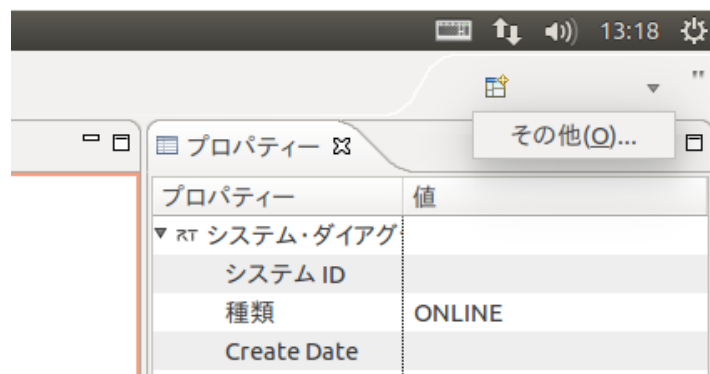 13:18
"
その他(O)...
プロパティー
プロパティー 値
RT システム・ダイアグ
システム ID
種類 ONLINE
Create Date